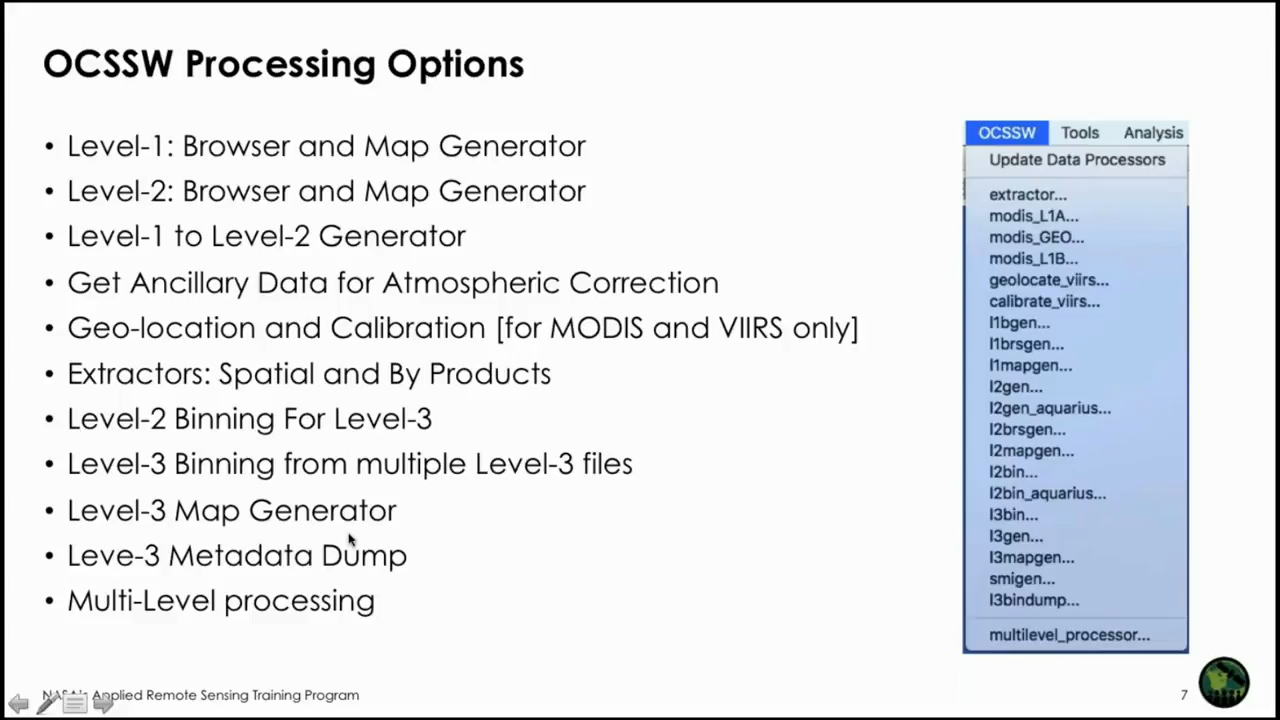 OCSSW Processing Options
• Level-1: Browser and Map Generator
• Level-2: Browser and Map Generator
• Level-1 to Level-2 Generator
• Get Ancillary Data for Atmospheric Correction
• Geo-location and Calibration [for MODIS and VIIRS only]
• Extractors: Spatial and By Products
• Level-2 Binning For Level-3
• Level-3 Binning from multiple Level-3 files
• Level-3 Map Generator
• Leve-3 Metadata Dump
• Multi-Level processing
OCSSW Tools Analysis
Update Data Processors
extractor...
modis_L1A...
modis_GEO...
modis_L1B...
geolocate_viirs...
calibrate_viirs...
l1bgen...
l1brsgen...
l1mapgen...
l2gen...
l2gen_aquarius...
l2brsgen...
l2mapgen...
l2bin...
l2bin_aquarius...
l3bin...
l3gen...
l3mapgen...
smigen...
l3bindump...
multilevel_processor...
NASA's Applied Remote Sensing Training Program
7